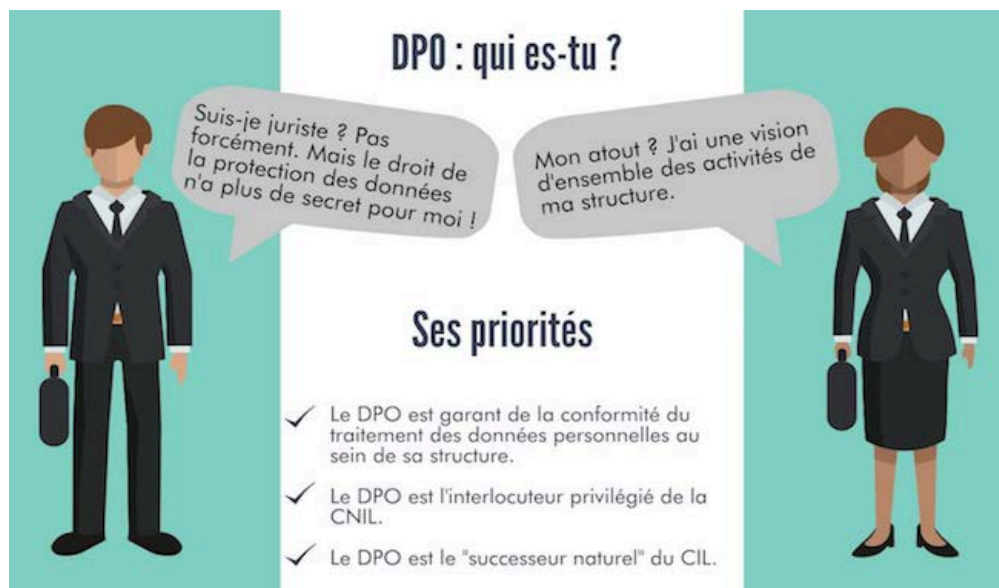 DPO : qui es-tu ?
Suis-je juriste ? Pas
forcément. Mais le droit de
la protection des données
n'a plus de secret pour moi !
Mon atout ? J'ai une vision
d'ensemble des activités de
ma structure.
Ses priorités
Le DPO est garant de la conformité du
traitement des données personnelles au
sein de sa structure.
Le DPO est l'interlocuteur privilégié de la
CNIL.
Le DPO est le "successeur naturel" du CIL.